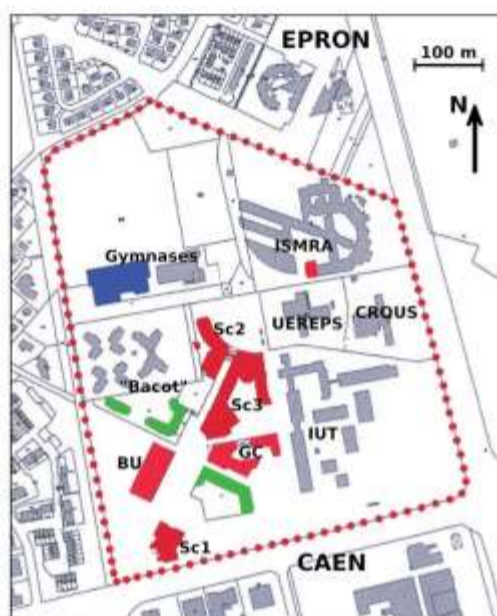 EPRON
100 m
N
ISMRA
Gymnases
UEREPS
CROUS
Sc2
"Bacot"
Sc3
IUT
GC
BU
Sc1
CAEN